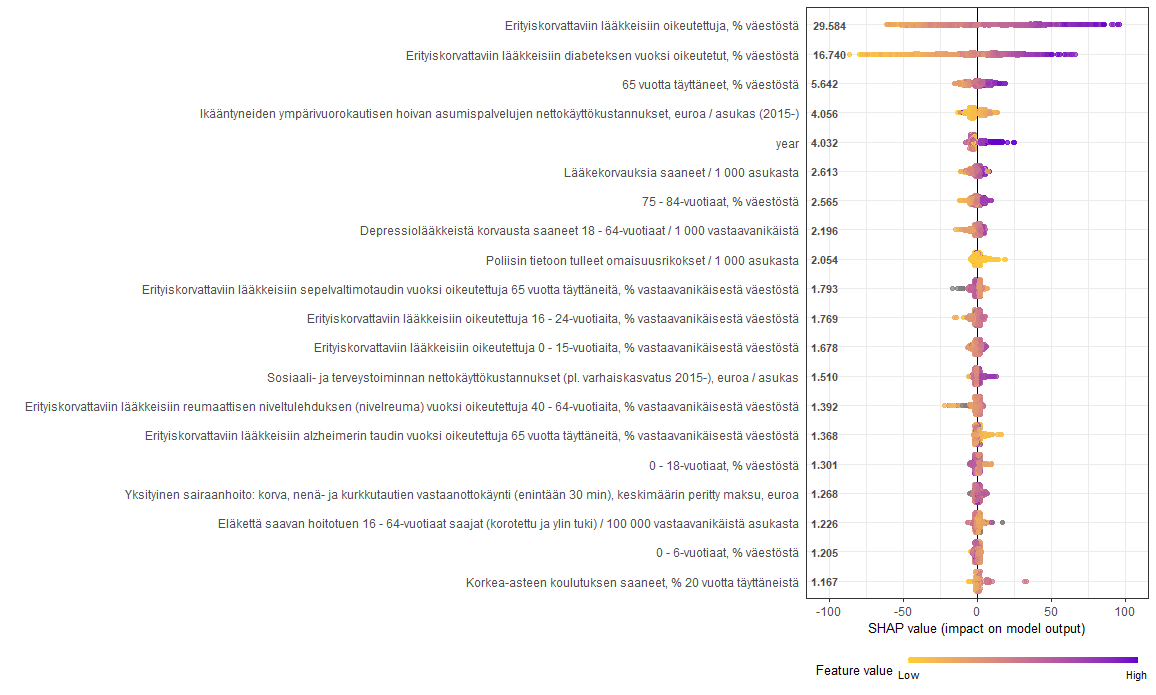 Erityiskorvattaviin lääkkeisiin oikeutettuja, % väestöstä 29.584
Erityiskorvattaviin lääkkeisiin diabeteksen vuoksi oikeutetut, % väestöstä 16.740
65 vuotta täyttäneet, % väestöstä 5.642
Ikääntyneiden ympärivuorokautisen hoivan asumispalvelujen nettokäyttökustannukset, euroa / asukas (2015-) 4.056
year 4.032
Lääkekorvauksia saaneet / 1 000 asukasta 2.613
75 - 84-vuotiaat, % väestöstä 2.565
Depressiolääkkeistä korvausta saaneet 18 - 64-vuotiaat / 1 000 vastaavanikäistä 2.196
Poliisin tietoon tulleet omaisuusrikokset / 1 000 asukasta 2.054
Erityiskorvattaviin lääkkeisiin sepelvaltimotaudin vuoksi oikeutettuja 65 vuotta täyttäneitä, % vastaavanikäisestä väestöstä 1.793
Erityiskorvattaviin lääkkeisiin oikeutettuja 16 - 24-vuotiaita, % vastaavanikäisestä väestöstä 1.769
Erityiskorvattaviin lääkkeisiin oikeutettuja 0 - 15-vuotiaita, % vastaavanikäisestä väestöstä 1.678
Sosiaali- ja terveystoiminnan nettokäyttökustannukset (pl. varhaiskasvatus 2015-), euroa / asukas 1.510
Erityiskorvattaviin lääkkeisiin reumaattisen niveltulehduksen (nivelreuma) vuoksi oikeutettuja 40 - 64-vuotiaita, % vastaavanikäisestä väestöstä 1.392
Erityiskorvattaviin lääkkeisiin alzheimerin taudin vuoksi oikeutettuja 65 vuotta täyttäneitä, % vastaavanikäisestä väestöstä 1.368
0 - 18-vuotiaat, % väestöstä 1.301
Yksityinen sairaanhoito: korva, nenä- ja kurkkutautien vastaanottokäynti (enintään 30 min), keskimäärin peritty maksu, euroa 1.268
Eläkettä saavan hoitotuen 16 - 64-vuotiaat saajat (korotettu ja ylin tuki) / 100 000 vastaavanikäistä asukasta 1.226
0 - 6-vuotiaat, % väestöstä 1.205
Korkea-asteen koulutuksen saaneet, % 20 vuotta täyttäneistä 1.167
-100 -50 0 50 100
SHAP value (impact on model output)
Feature value Low High